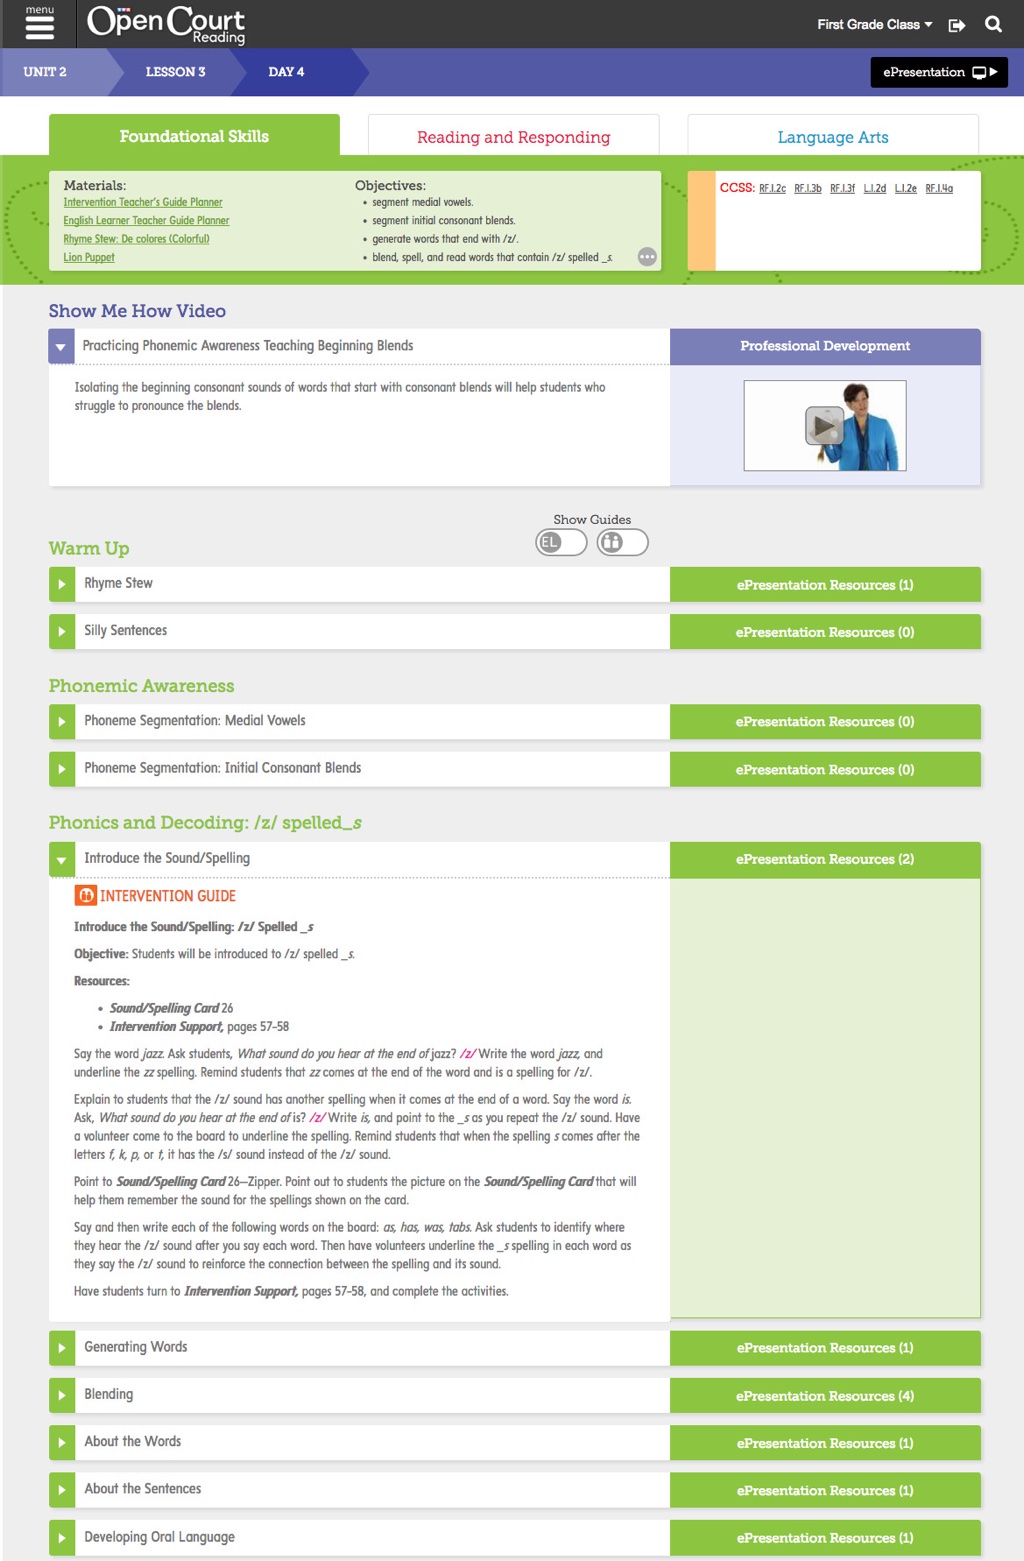 menu
Open Court
Reading
First Grade Class
UNIT 2
LESSON 3
DAY 4
ePresentation
Foundational Skills
Reading and Responding
Language Arts
Materials:
Intervention Teacher's Guide Planner
English Learner Teacher Guide Planner
Rhyme Stew: De colores (Colorful)
Lion Puppet
Objectives:
• segment medial vowels.
• segment initial consonant blends.
• generate words that end with /z/.
• blend, spell, and read words that contain /z/ spelled _s.
CCSS: RF.1.2c RF.1.3b RF.1.3f L.1.2d L.1.2e RF.1.4a
Show Me How Video
Practicing Phonemic Awareness Teaching Beginning Blends
Professional Development
Isolating the beginning consonant sounds of words that start with consonant blends will help students who
struggle to pronounce the blends.
Show Guides
EL
Warm Up
Rhyme Stew
ePresentation Resources (1)
Silly Sentences
ePresentation Resources (0)
Phonemic Awareness
Phoneme Segmentation: Medial Vowels
ePresentation Resources (0)
Phoneme Segmentation: Initial Consonant Blends
ePresentation Resources (0)
Phonics and Decoding: /z/ spelled_s
Introduce the Sound/Spelling
ePresentation Resources (2)
INTERVENTION GUIDE
Introduce the Sound/Spelling: /z/ Spelled _s
Objective: Students will be introduced to /z/ spelled _s.
Resources:
• Sound/Spelling Card 26
• Intervention Support, pages 57-58
Say the word jazz. Ask students, What sound do you hear at the end of jazz? /z/ Write the word jazz, and
underline the zz spelling. Remind students that zz comes at the end of the word and is a spelling for /z/.
Explain to students that the /z/ sound has another spelling when it comes at the end of a word. Say the word is.
Ask, What sound do you hear at the end of is? /z/ Write is, and point to the _s as you repeat the /z/ sound. Have
a volunteer come to the board to underline the spelling. Remind students that when the spelling s comes after the
letters f, k, p, or t, it has the /s/ sound instead of the /z/ sound.
Point to Sound/Spelling Card 26—Zipper. Point out to students the picture on the Sound/Spelling Card that will
help them remember the sound for the spellings shown on the card.
Say and then write each of the following words on the board: as, has, was, tabs. Ask students to identify where
they hear the /z/ sound after you say each word. Then have volunteers underline the _s spelling in each word as
they say the /z/ sound to reinforce the connection between the spelling and its sound.
Have students turn to Intervention Support, pages 57-58, and complete the activities.
Generating Words
ePresentation Resources (1)
Blending
ePresentation Resources (4)
About the Words
ePresentation Resources (1)
About the Sentences
ePresentation Resources (1)
Developing Oral Language
ePresentation Resources (1)